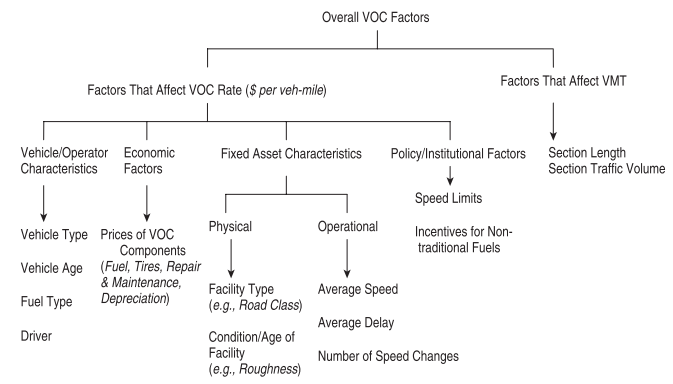 Overall VOC Factors
Factors That Affect VOC Rate ($ per veh-mile)
Factors That Affect VMT
Vehicle/Operator
Characteristics
Economic
Factors
Fixed Asset Characteristics
Policy/Institutional Factors
Section Length
Section Traffic Volume
Speed Limits
Incentives for Non-
traditional Fuels
Physical
Operational
Vehicle Type
Vehicle Age
Fuel Type
Driver
Prices of VOC
Components
(Fuel, Tires, Repair
& Maintenance,
Depreciation)
Facility Type
(e.g., Road Class)
Condition/Age of
Facility
(e.g., Roughness)
Average Speed
Average Delay
Number of Speed Changes